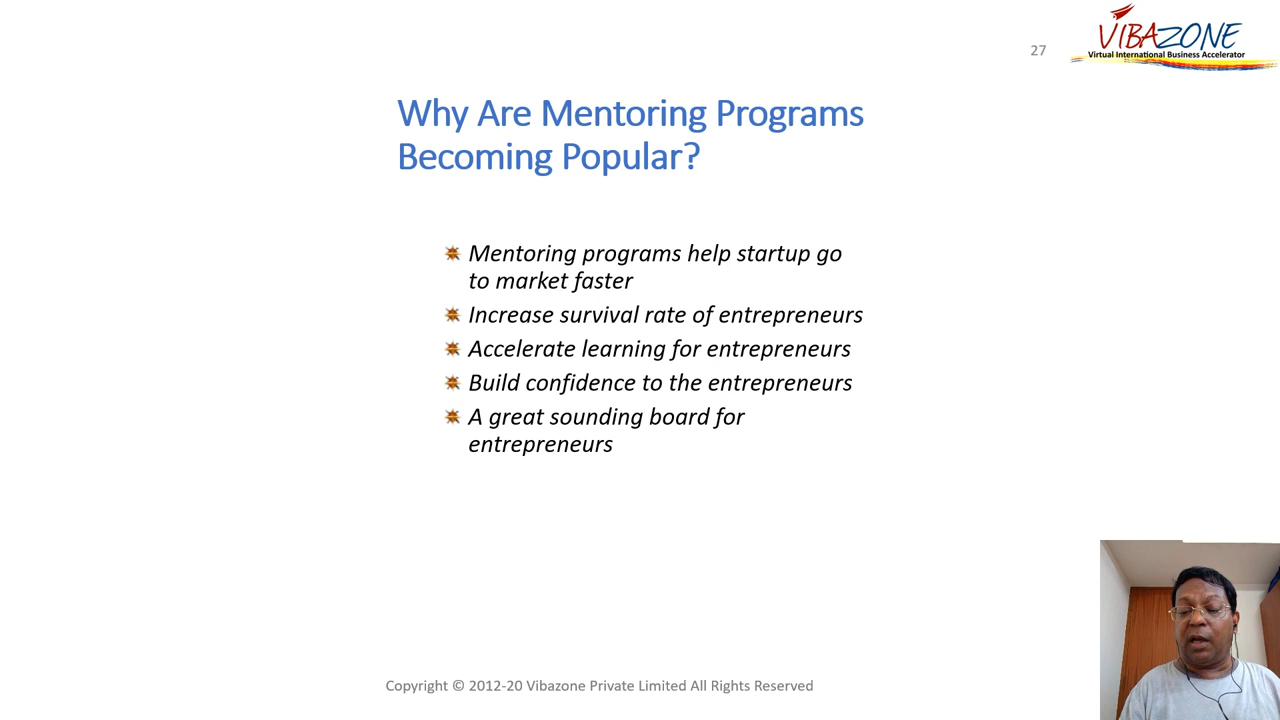 27
VIBAZONE
Virtual International Business Accelerator
Why Are Mentoring Programs
Becoming Popular?
Mentoring programs help startup go
to market faster
Increase survival rate of entrepreneurs
Accelerate learning for entrepreneurs
Build confidence to the entrepreneurs
A great sounding board for
entrepreneurs
Copyright © 2012-20 Vibazone Private Limited All Rights Reserved